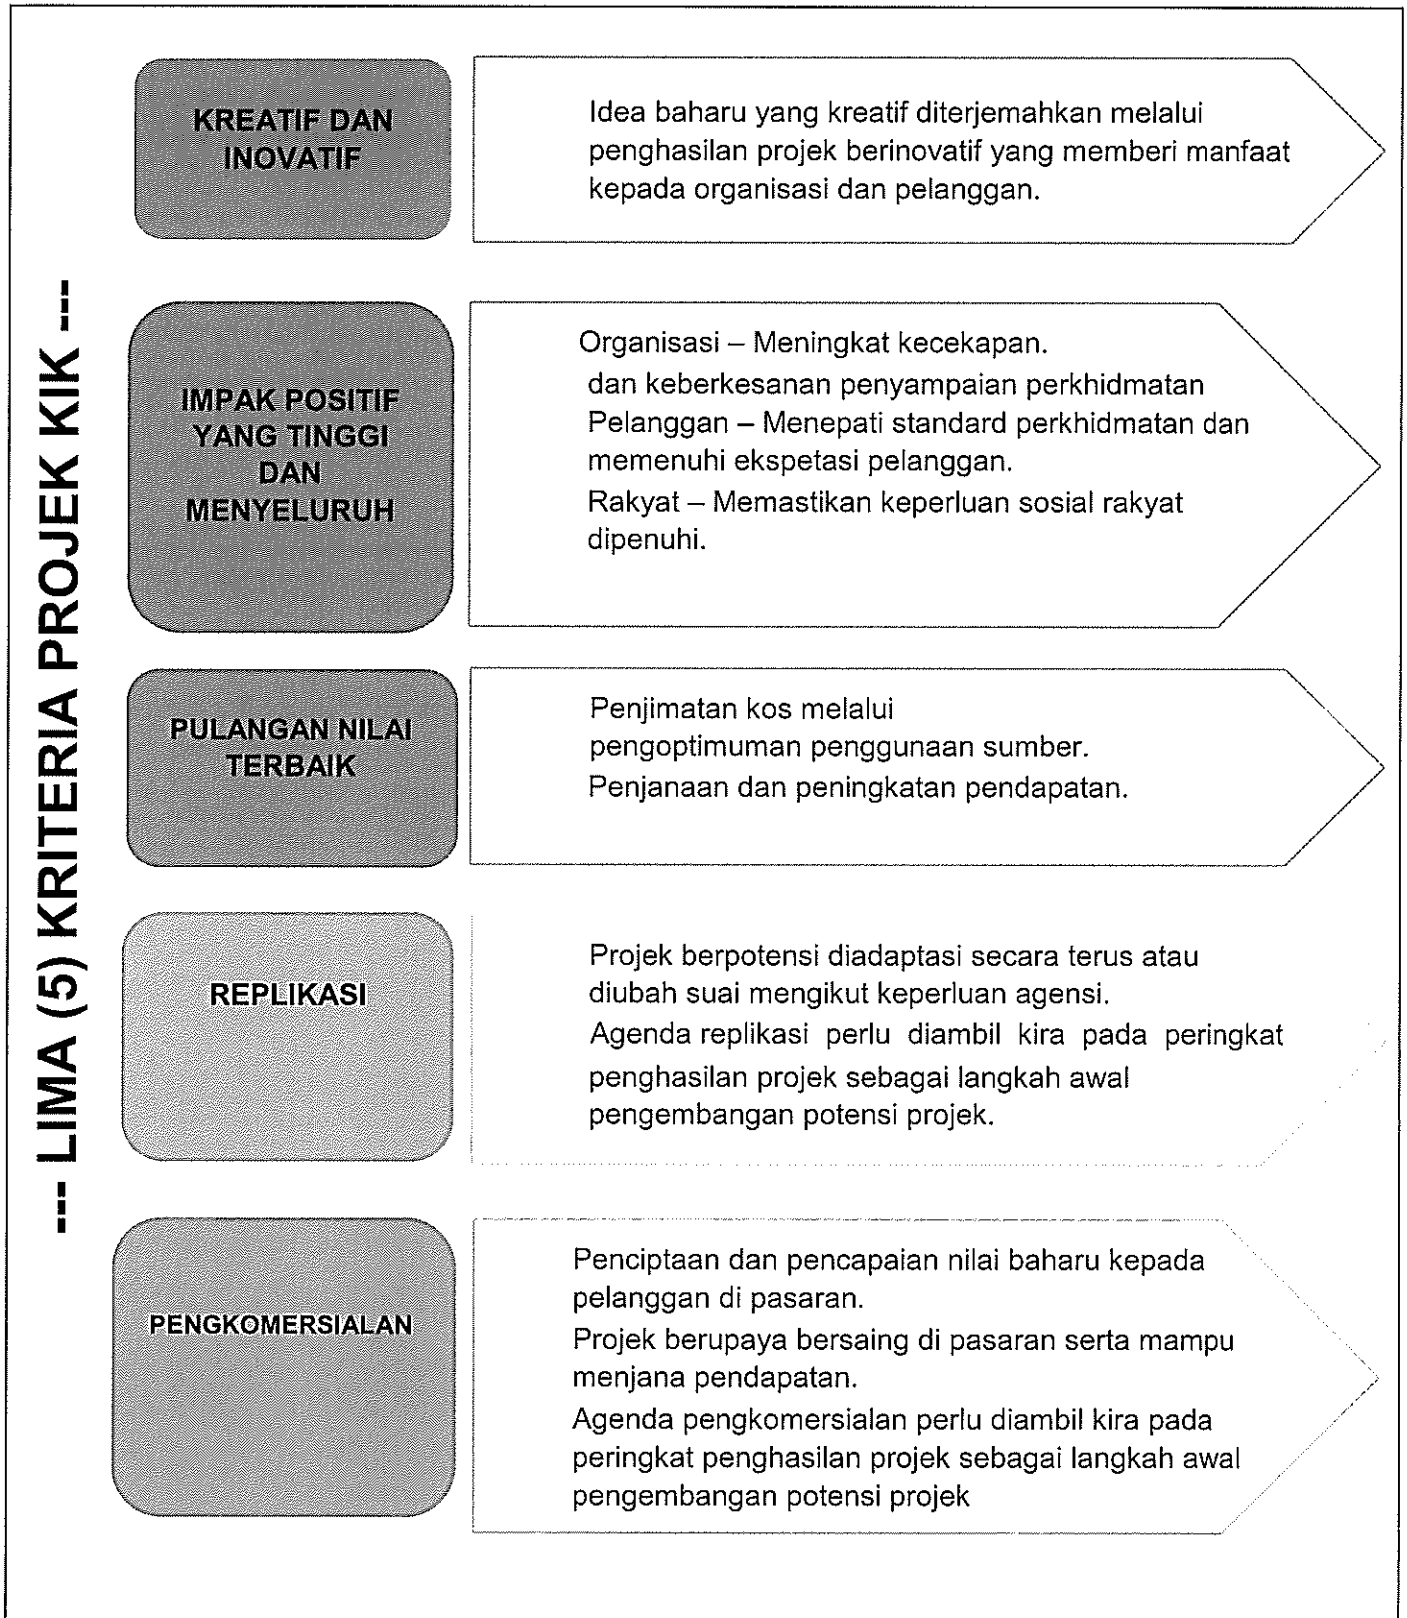 --- LIMA (5) KRITERIA PROJEK KIK ---
KREATIF DAN
INOVATIF
Idea baharu yang kreatif diterjemahkan melalui
penghasilan projek berinovatif yang memberi manfaat
kepada organisasi dan pelanggan.
IMPAK POSITIF
YANG TINGGI
DAN
MENYELURUH
Organisasi – Meningkat kecekapan.
dan keberkesanan penyampaian perkhidmatan
Pelanggan – Menepati standard perkhidmatan dan
memenuhi ekspetasi pelanggan.
Rakyat – Memastikan keperluan sosial rakyat
dipenuhi.
PULANGAN NILAI
TERBAIK
Penjimatan kos melalui
pengoptimuman penggunaan sumber.
Penjanaan dan peningkatan pendapatan.
REPLIKASI
Projek berpotensi diadaptasi secara terus atau
diubah suai mengikut keperluan agensi.
Agenda replikasi perlu diambil kira pada peringkat
penghasilan projek sebagai langkah awal
pengembangan potensi projek.
PENGKOMERSIALAN
Penciptaan dan pencapaian nilai baharu kepada
pelanggan di pasaran.
Projek berupaya bersaing di pasaran serta mampu
menjana pendapatan.
Agenda pengkomersialan perlu diambil kira pada
peringkat penghasilan projek sebagai langkah awal
pengembangan potensi projek